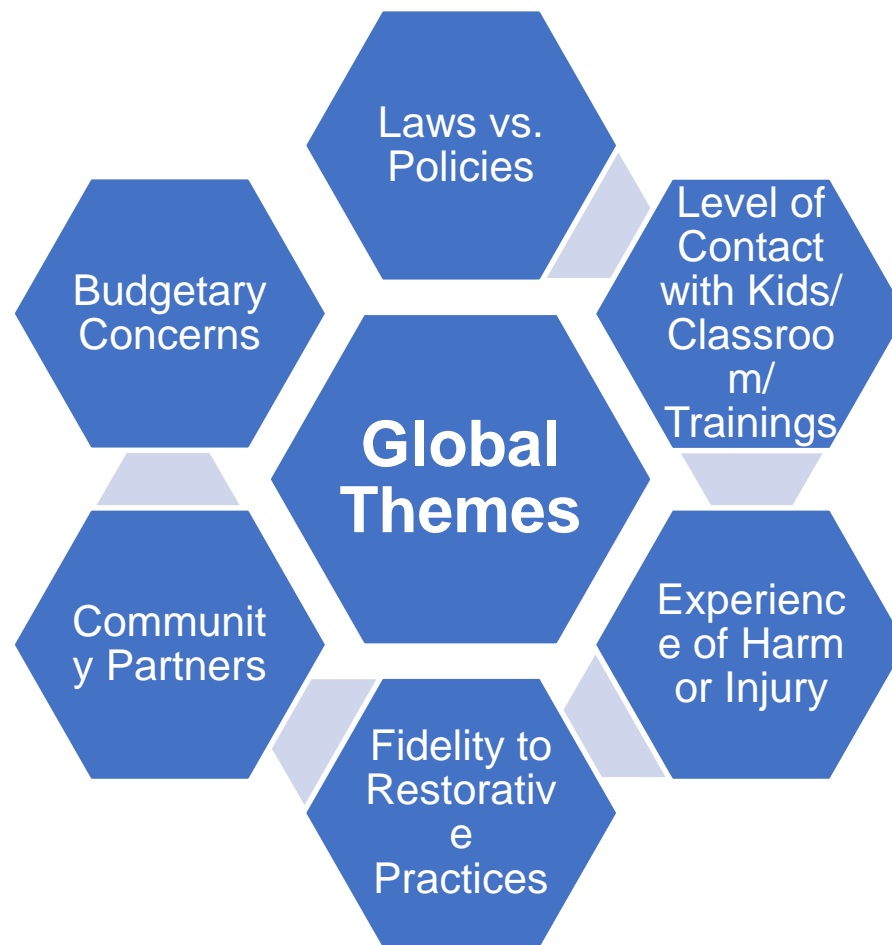 Laws vs.
Policies
Level of
Contact
with Kids/
Classroo
m/
Trainings
Budgetary
Concerns
Global
Themes
Experienc
e of Harm
or Injury
Communit
y Partners
Fidelity to
Restorativ
e
Practices